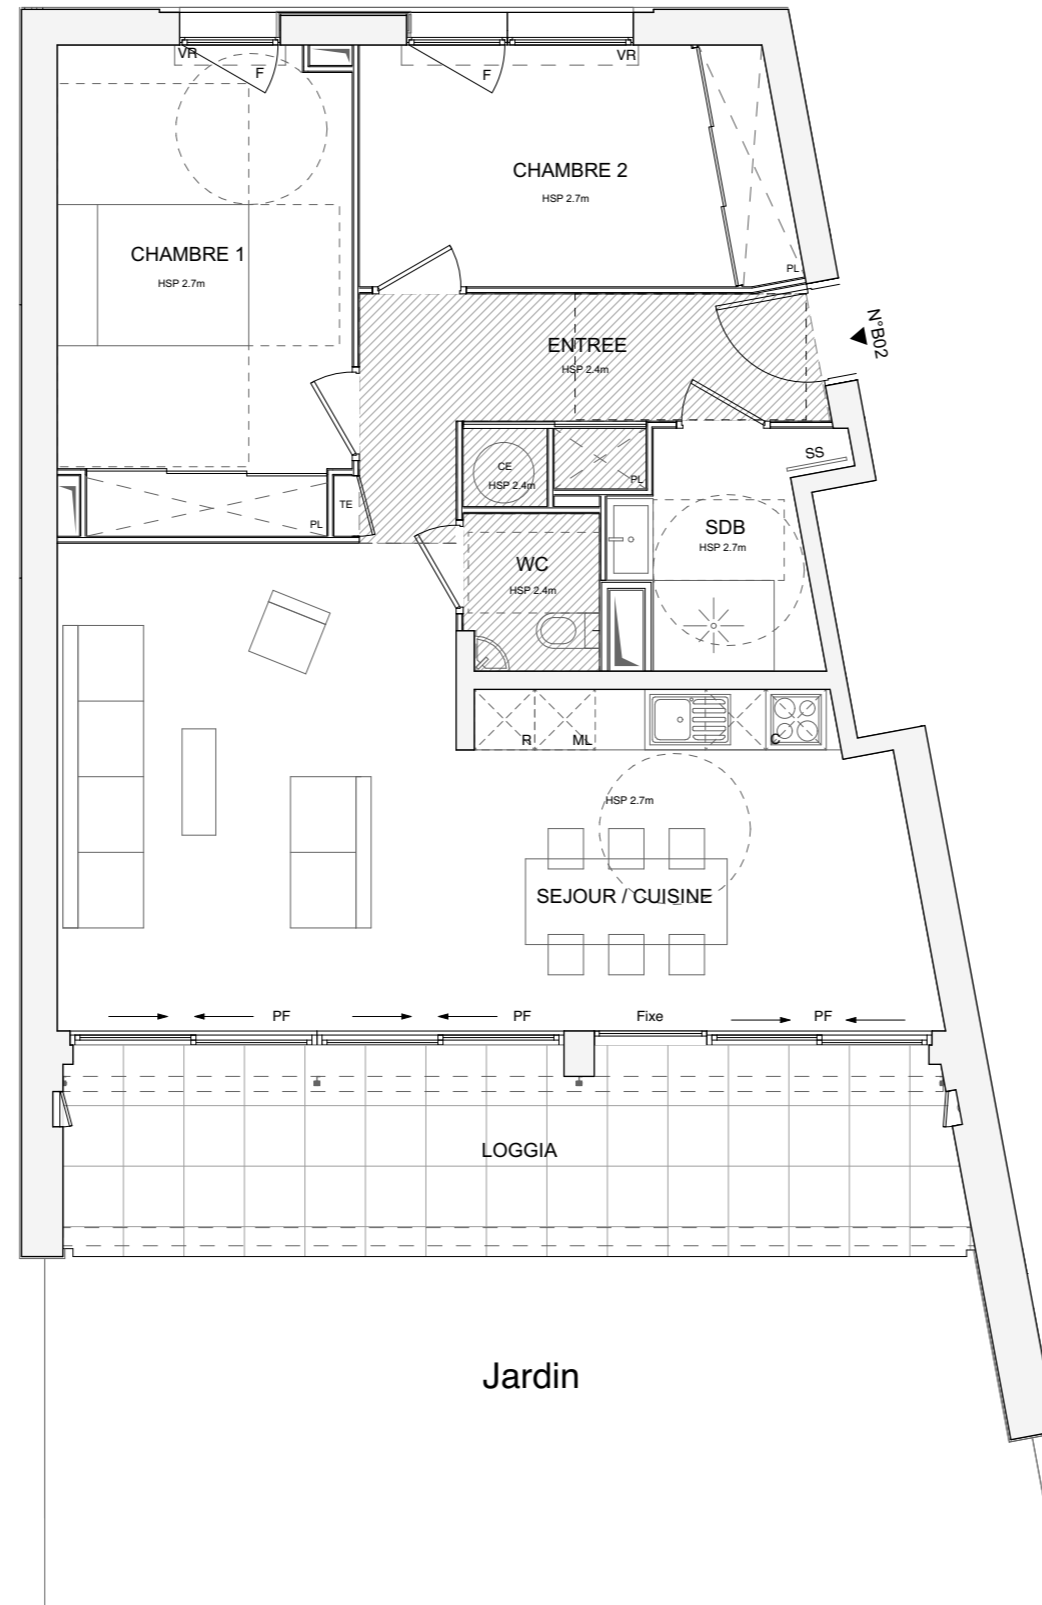 VR
F
F
VR
CHAMBRE 2
HSP 2.7m
CHAMBRE 1
HSP 2.7m
PL
N°B02
ENTREE
HSP 2.4m
SS
CE
HSP 2.4m
PL
TE
PL
SDB
HSP 2.7m
WC
HSP 2.4m
R
ML
C
HSP 2.7m
SEJOUR / CUISINE
PF
PF
Fixe
PF
LOGGIA
Jardin